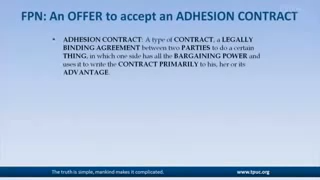 FPN: An OFFER to accept an ADHESION CONTRACT
• ADHESION CONTRACT: A type of CONTRACT, a LEGALLY
BINDING AGREEMENT between two PARTIES to do a certain
THING, in which one side has all the BARGAINING POWER and
uses it to write the CONTRACT PRIMARILY to his, her or its
ADVANTAGE.
The truth is simple, mankind makes it complicated. www.tpuc.org